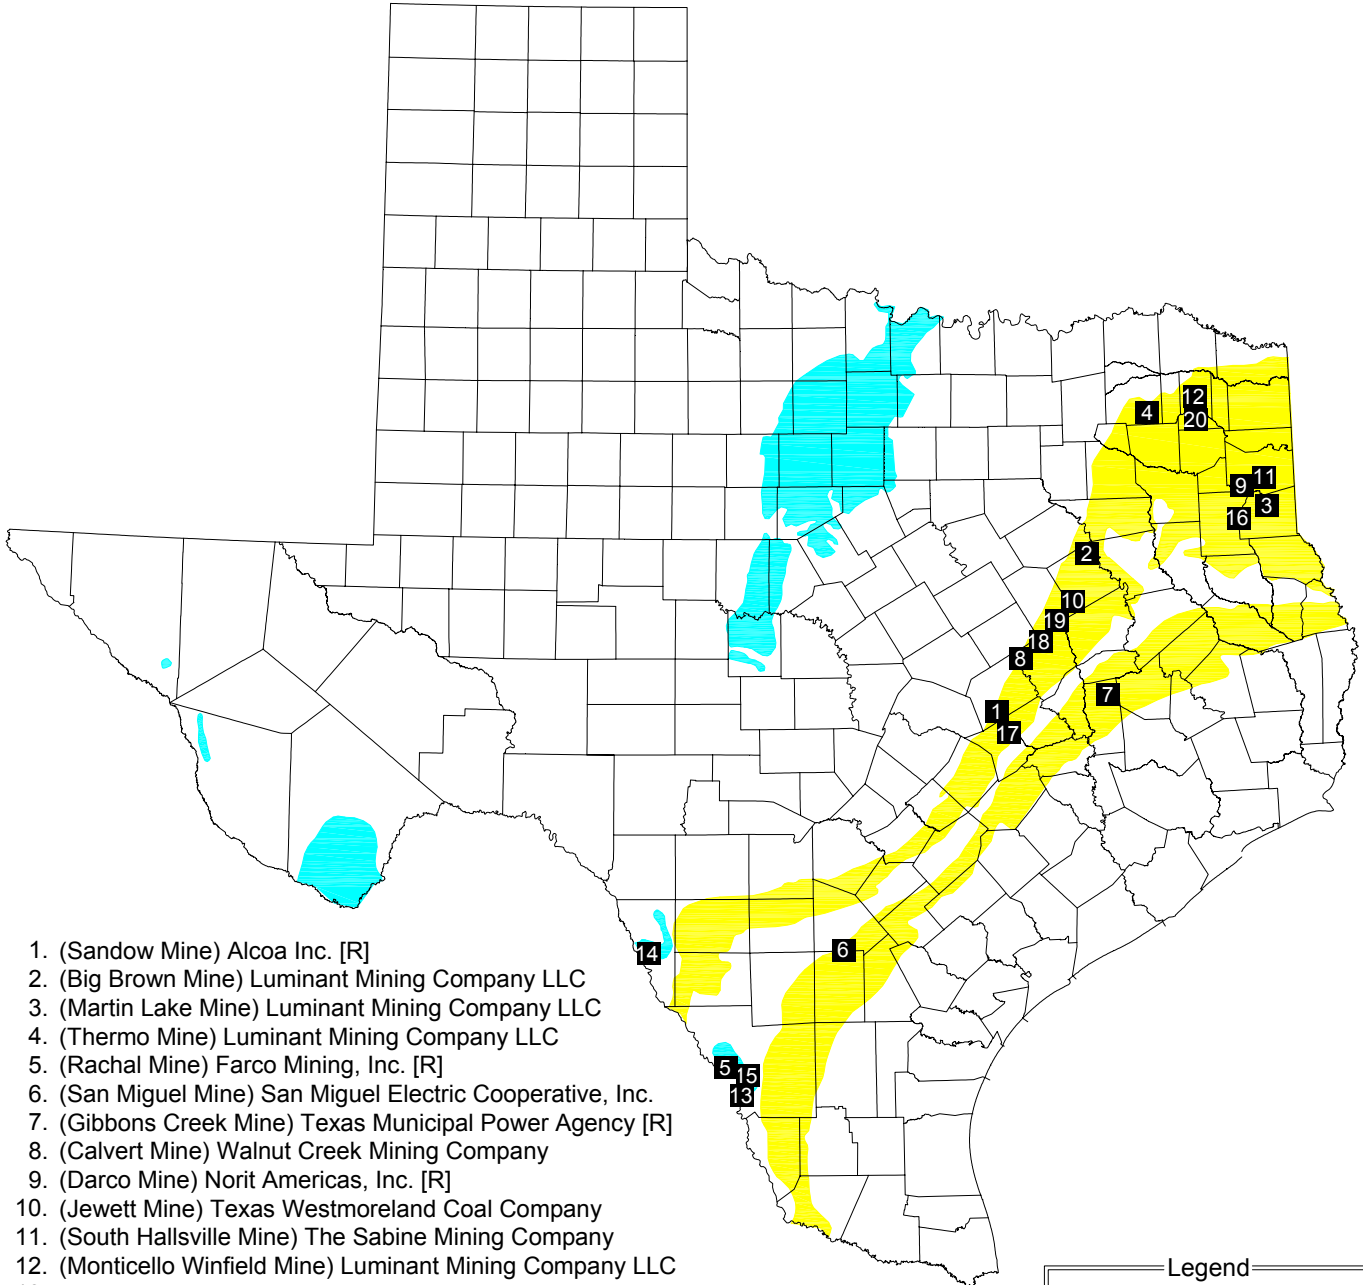 12
4
20
11
9
3
16
2
10
19
18
8
7
1
17
6
14
5
15
13
1. (Sandow Mine) Alcoa Inc. [R]
2. (Big Brown Mine) Luminant Mining Company LLC
3. (Martin Lake Mine) Luminant Mining Company LLC
4. (Thermo Mine) Luminant Mining Company LLC
5. (Rachal Mine) Farco Mining, Inc. [R]
6. (San Miguel Mine) San Miguel Electric Cooperative, Inc.
7. (Gibbons Creek Mine) Texas Municipal Power Agency [R]
8. (Calvert Mine) Walnut Creek Mining Company
9. (Darco Mine) Norit Americas, Inc. [R]
10. (Jewett Mine) Texas Westmoreland Coal Company
11. (South Hallsville Mine) The Sabine Mining Company
12. (Monticello Winfield Mine) Luminant Mining Company LLC
Legend